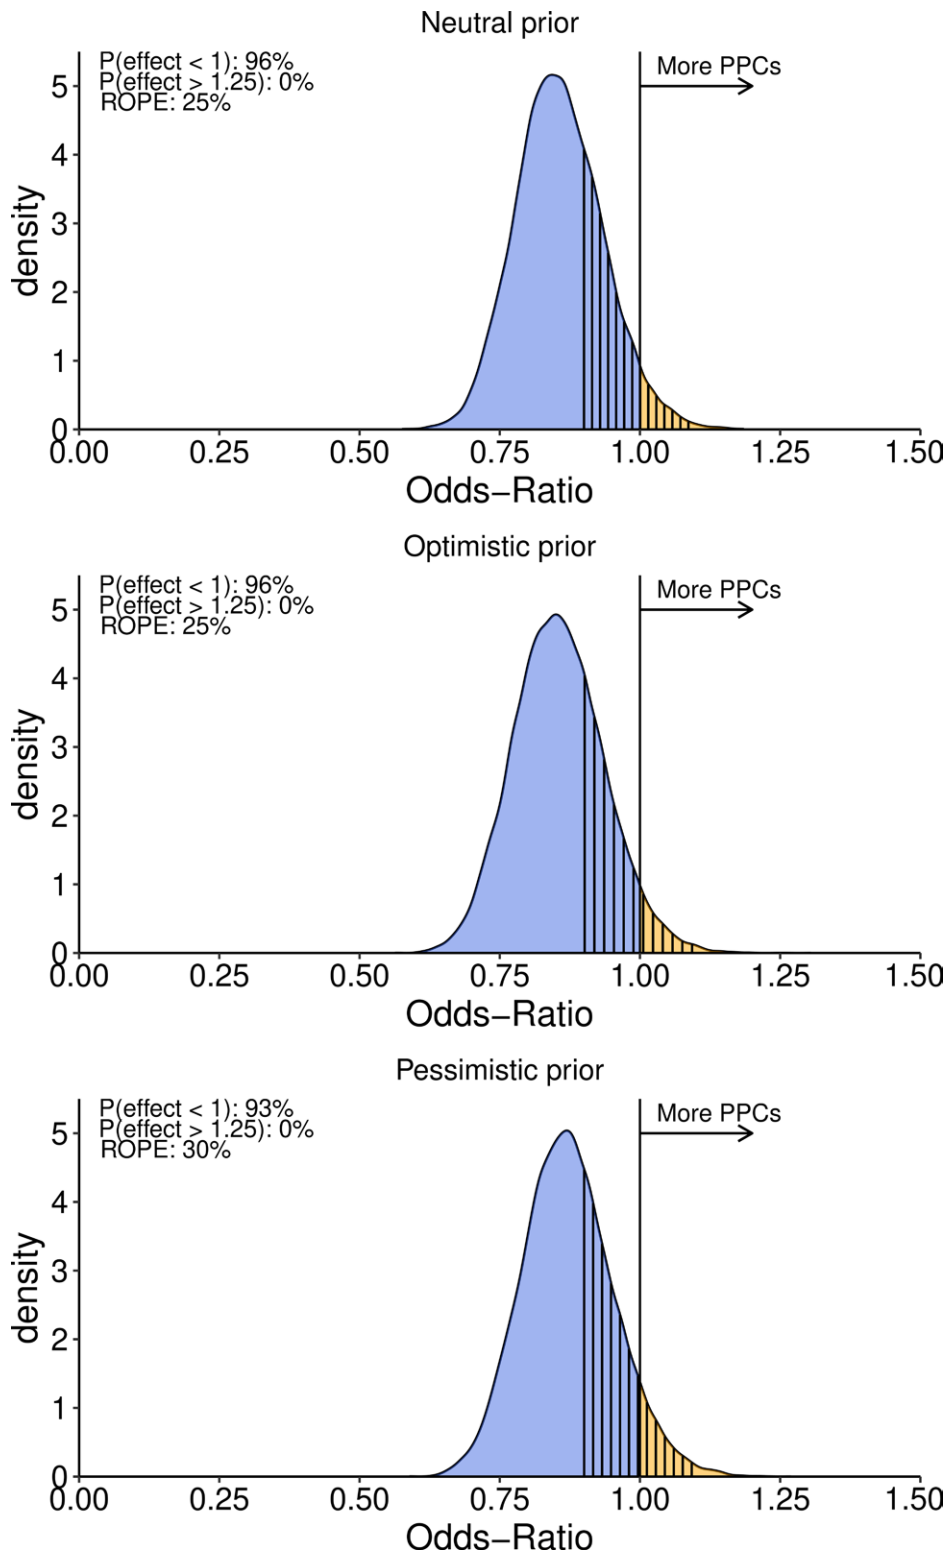 Neutral prior
P(effect < 1): 96%
P(effect > 1.25): 0%
ROPE: 25%
More PPCs
density
5
4
3
2
1
0
0.00 0.25 0.50 0.75 1.00 1.25 1.50
Odds−Ratio
Optimistic prior
P(effect < 1): 96%
P(effect > 1.25): 0%
ROPE: 25%
More PPCs
density
5
4
3
2
1
0
0.00 0.25 0.50 0.75 1.00 1.25 1.50
Odds−Ratio
Pessimistic prior
P(effect < 1): 93%
P(effect > 1.25): 0%
ROPE: 30%
More PPCs
density
5
4
3
2
1
0
0.00 0.25 0.50 0.75 1.00 1.25 1.50
Odds−Ratio